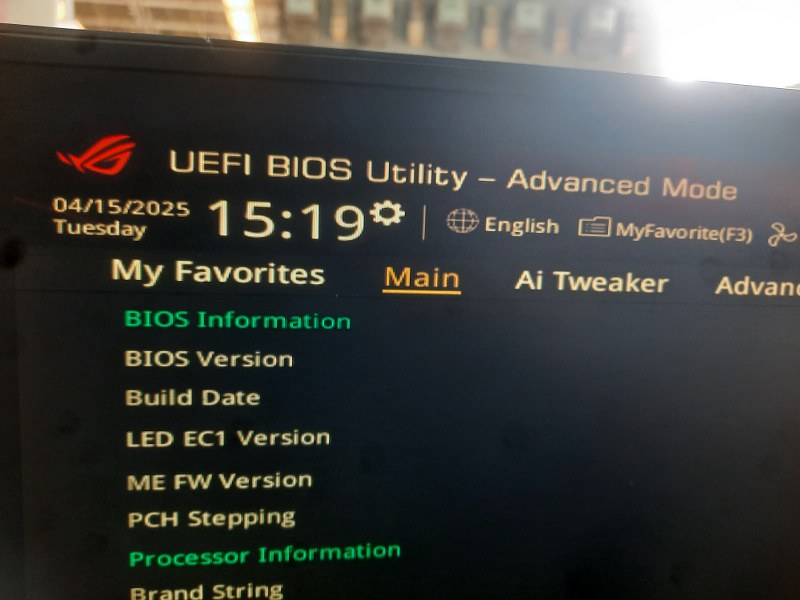 UEFI BIOS Utility – Advanced Mode
04/15/2025 15:19 English MyFavorite(F3)
Tuesday
My Favorites Main Ai Tweaker Advanc
BIOS Information
BIOS Version
Build Date
LED EC1 Version
ME FW Version
PCH Stepping
Processor Information
Brand String